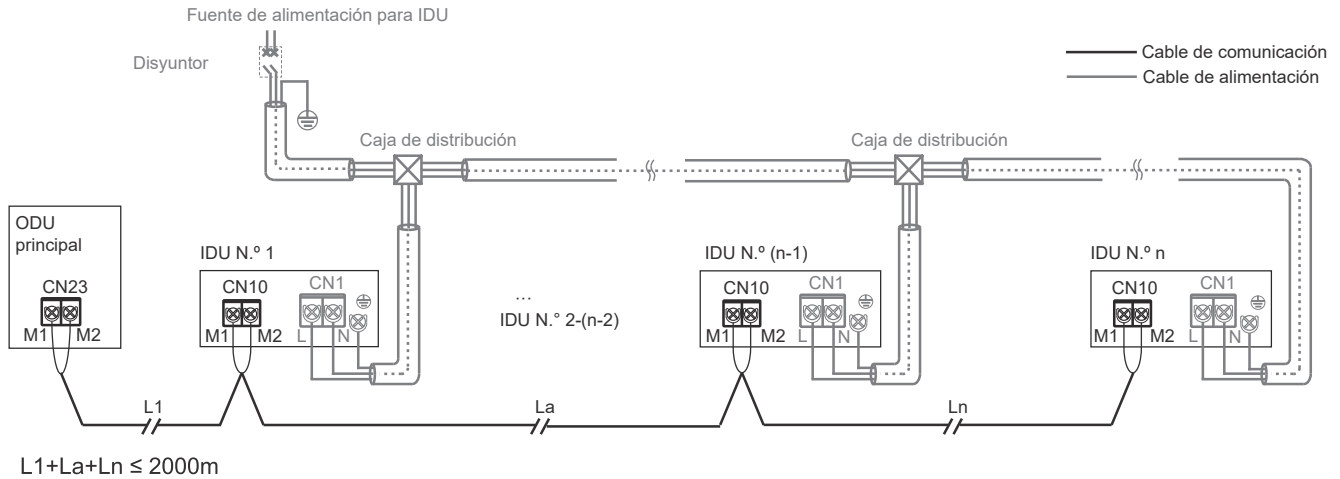 Fuente de alimentación para IDU
Disyuntor
Cable de comunicación
Cable de alimentación
Caja de distribución
Caja de distribución
ODU
principal
CN23
M1 M2
IDU N.º 1
CN10 CN1
M1 M2 L N
...
IDU N.° 2-(n-2)
IDU N.º (n-1)
CN10 CN1
M1 M2 L N
IDU N.º n
CN10 CN1
M1 M2 L N
L1
La
Ln
L1+La+Ln ≤ 2000m